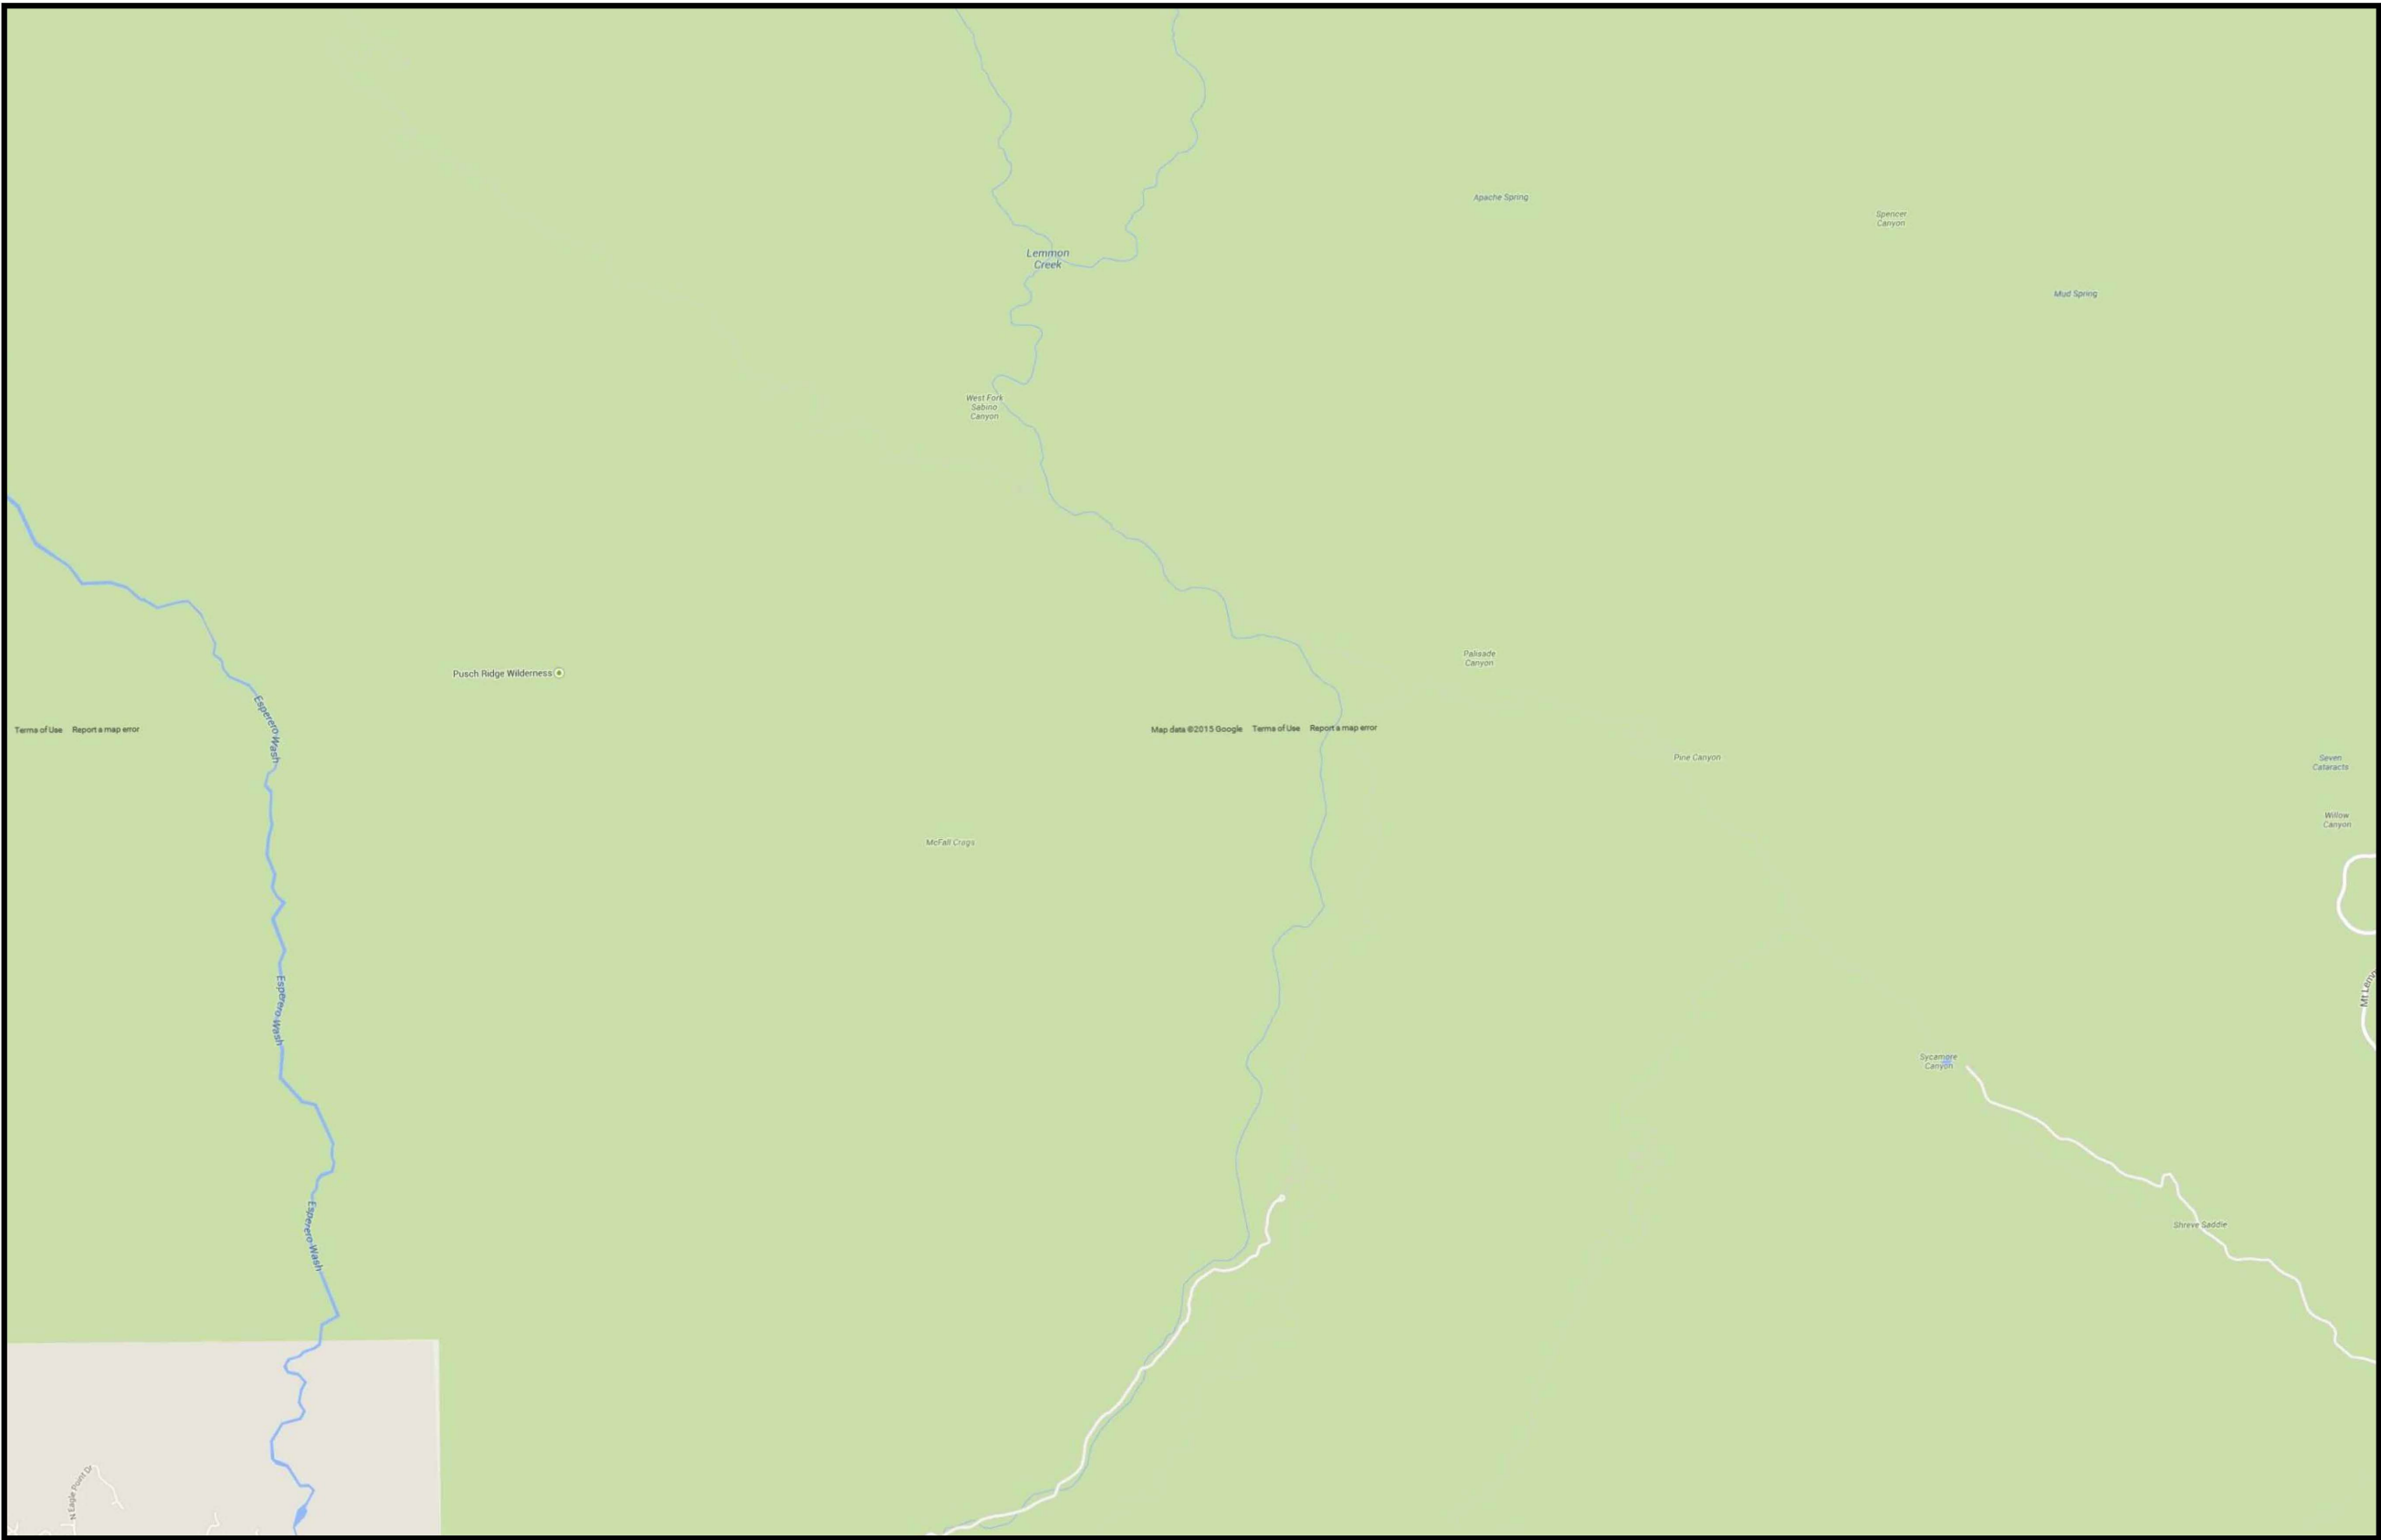 Apache Spring
Spencer
Canyon
Lemmon
Creek
Mud Spring
West Fork
Sabino
Canyon
Palisade
Canyon
Pusch Ridge Wilderness
Esperero Wash
Terms of Use Report a map error
Map data ©2015 Google Terms of Use Report a map error
Pine Canyon
Seven
Cataracts
Willow
Canyon
McFall Crags
Esperero Wash
Mt Lemo
Sycamore
Canyon
Esperero Wash
Shreve Saddle
N Eagle Point Dr